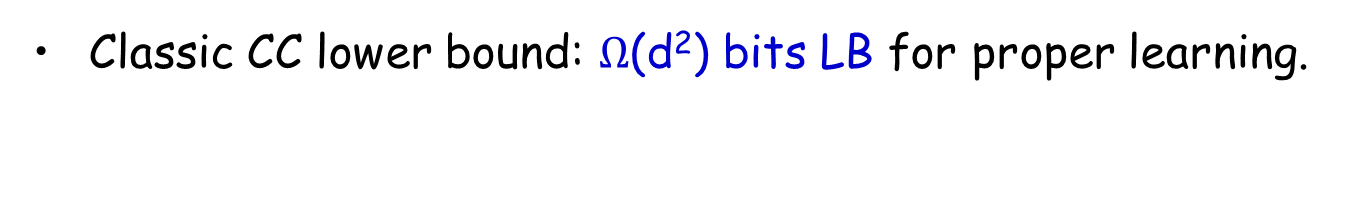 • Classic CC lower bound: Ω(d²) bits LB for proper learning.